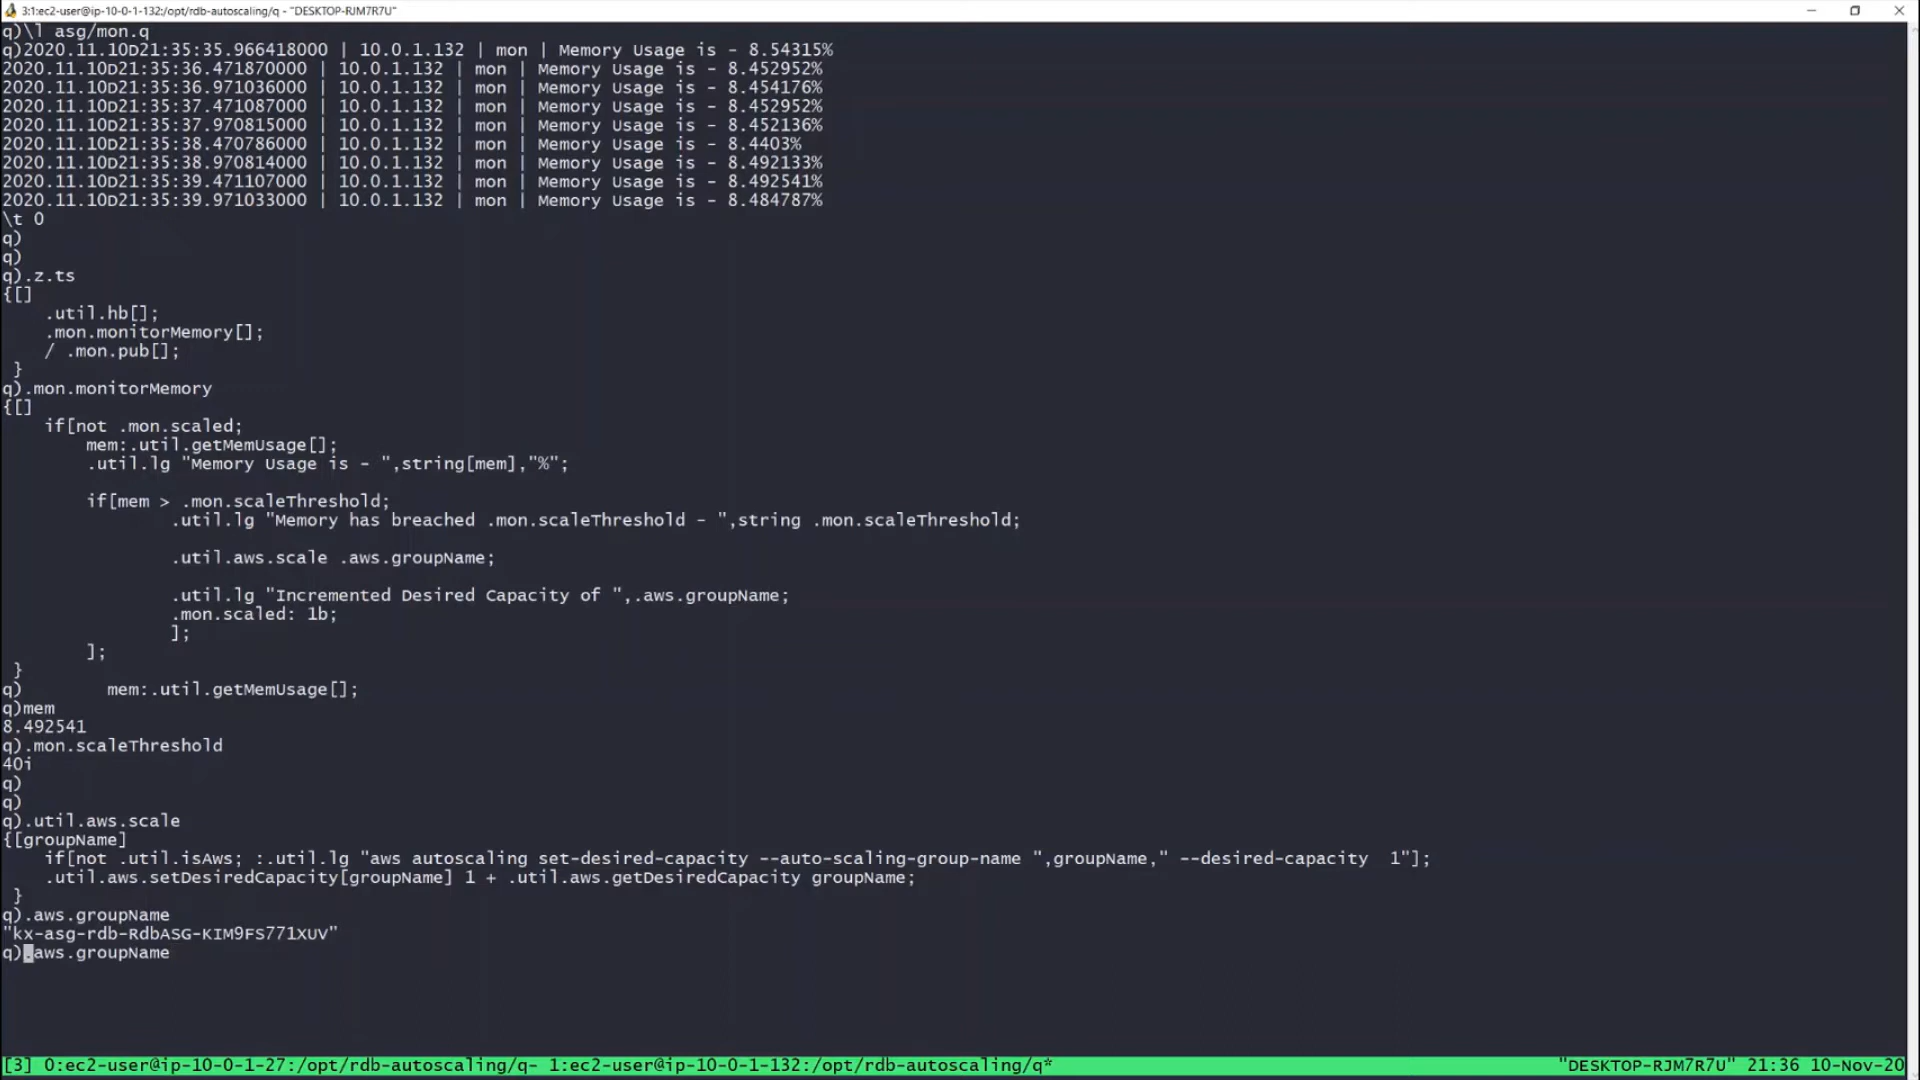 3:1:ec2-user@ip-10-0-1-132:/opt/rdb-autoscaling/q - "DESKTOP-RJM7R7U"
q)\l asg/mon.q
q)2020.11.10D21:35:35.966418000 | 10.0.1.132 | mon | Memory Usage is - 8.54315%
2020.11.10D21:35:36.471870000 | 10.0.1.132 | mon | Memory Usage is - 8.452952%
2020.11.10D21:35:36.971036000 | 10.0.1.132 | mon | Memory Usage is - 8.454176%
2020.11.10D21:35:37.471087000 | 10.0.1.132 | mon | Memory Usage is - 8.452952%
2020.11.10D21:35:37.970815000 | 10.0.1.132 | mon | Memory Usage is - 8.452136%
2020.11.10D21:35:38.470786000 | 10.0.1.132 | mon | Memory Usage is - 8.4403%
2020.11.10D21:35:38.970814000 | 10.0.1.132 | mon | Memory Usage is - 8.492133%
2020.11.10D21:35:39.471107000 | 10.0.1.132 | mon | Memory Usage is - 8.492541%
2020.11.10D21:35:39.971033000 | 10.0.1.132 | mon | Memory Usage is - 8.484787%
\t 0
q)
q)
q).z.ts
{[]
    .util.hb[];
    .mon.monitorMemory[];
    / .mon.pub[];
 }
q).mon.monitorMemory
{[]
    if[not .mon.scaled;
        mem:.util.getMemUsage[];
        .util.lg "Memory Usage is - ",string[mem],"%";
        if[mem > .mon.scaleThreshold;
                .util.lg "Memory has breached .mon.scaleThreshold - ",string .mon.scaleThreshold;
                .util.aws.scale .aws.groupName;
                .util.lg "Incremented Desired Capacity of ",.aws.groupName;
                .mon.scaled: 1b;
                ];
        ];
 }
q)        mem:.util.getMemUsage[];
q)mem
8.492541
q).mon.scaleThreshold
40i
q)
q)
q).util.aws.scale
{[groupName]
    if[not .util.isAws; :.util.lg "aws autoscaling set-desired-capacity --auto-scaling-group-name ",groupName," --desired-capacity  1"];
    .util.aws.setDesiredCapacity[groupName] 1 + .util.aws.getDesiredCapacity groupName;
 }
q).aws.groupName
"kx-asg-rdb-RdbASG-KIM9FS771XUV"
q).aws.groupName
[3] 0:ec2-user@ip-10-0-1-27:/opt/rdb-autoscaling/q- 1:ec2-user@ip-10-0-1-132:/opt/rdb-autoscaling/q* "DESKTOP-RJM7R7U" 21:36 10-Nov-20